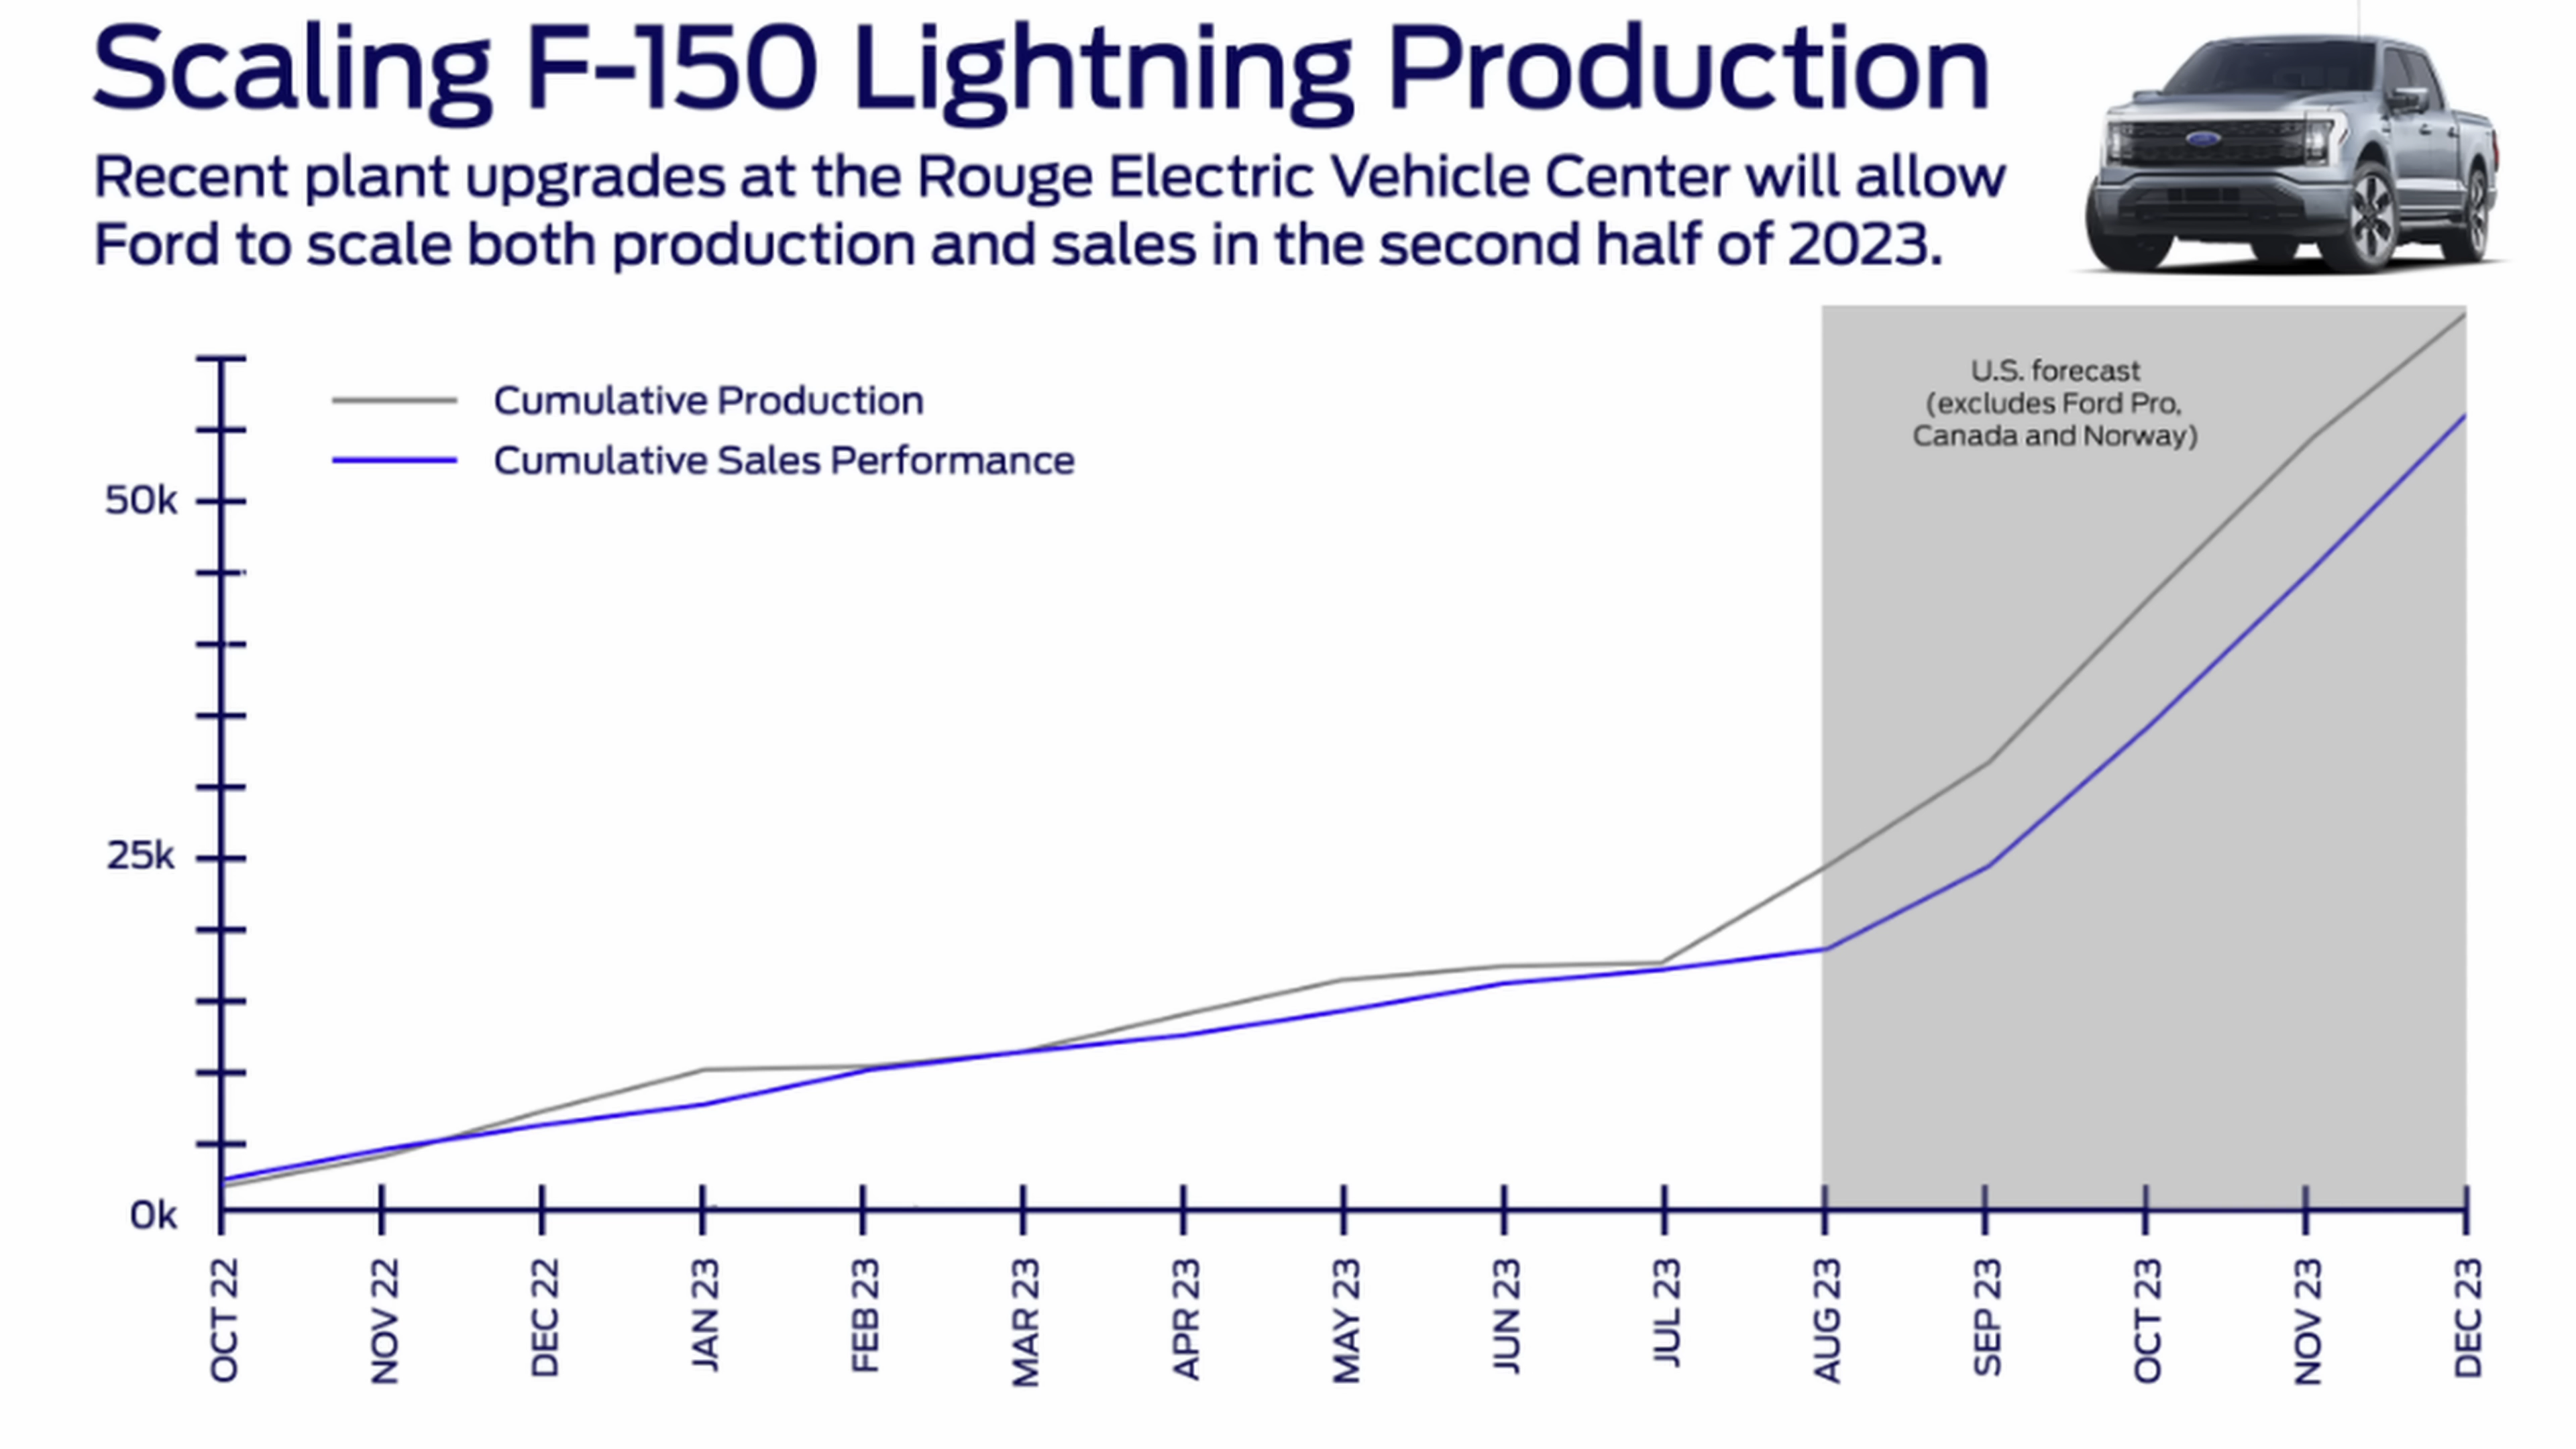 Scaling F-150 Lightning Production
Recent plant upgrades at the Rouge Electric Vehicle Center will allow
Ford to scale both production and sales in the second half of 2023.
Cumulative Production
Cumulative Sales Performance
U.S. forecast
(excludes Ford Pro,
Canada and Norway)
50k
25k
0k
OCT 22
NOV 22
DEC 22
JAN 23
FEB 23
MAR 23
APR 23
MAY 23
JUN 23
JUL 23
AUG 23
SEP 23
OCT 23
NOV 23
DEC 23